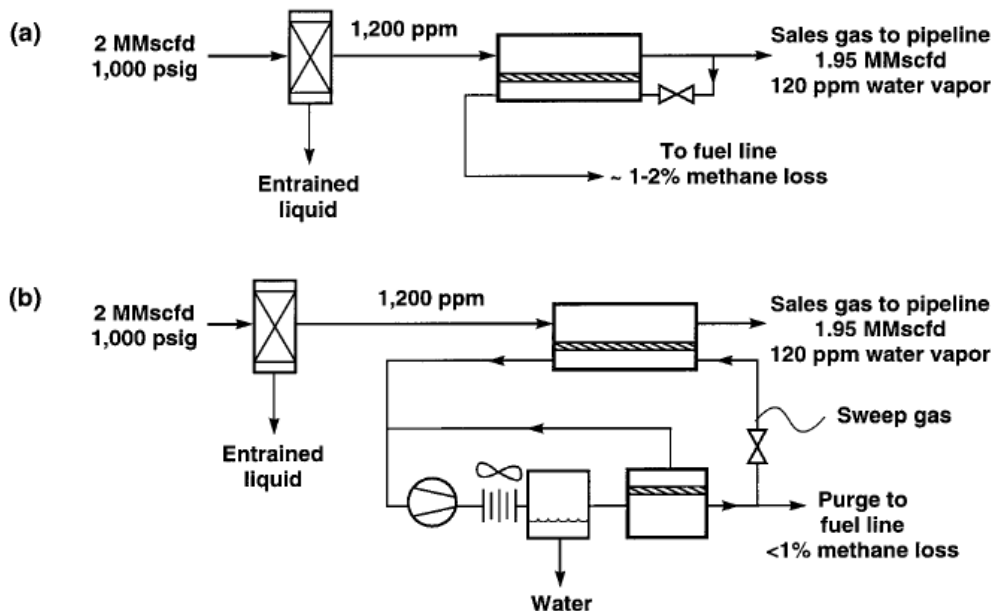 (a)
2 MMscfd
1,000 psig
1,200 ppm
Sales gas to pipeline
1.95 MMscfd
120 ppm water vapor
To fuel line
~ 1-2% methane loss
Entrained
liquid
(b)
2 MMscfd
1,000 psig
1,200 ppm
Sales gas to pipeline
1.95 MMscfd
120 ppm water vapor
Sweep gas
Entrained
liquid
Purge to
fuel line
<1% methane loss
Water